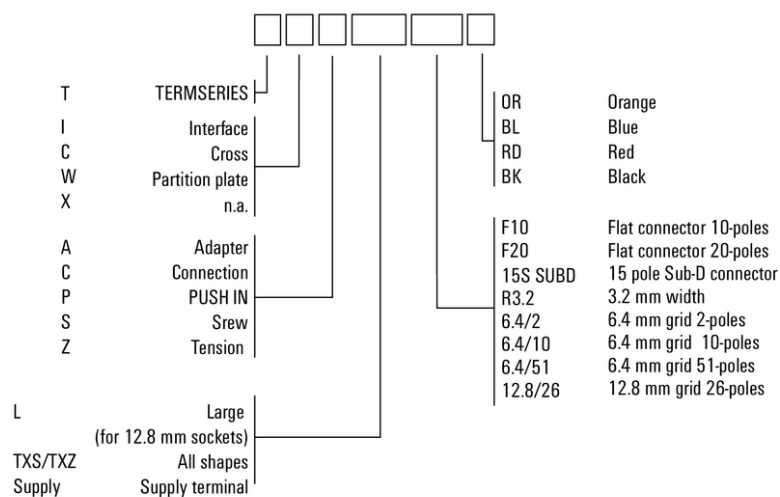 T TERMSERIES
I Interface
C Cross
W Partition plate
X n.a.
A Adapter
C Connection
P PUSH IN
S Srew
Z Tension
L Large
(for 12.8 mm sockets)
TXS/TXZ All shapes
Supply Supply terminal
OR Orange
BL Blue
RD Red
BK Black
F10 Flat connector 10-poles
F20 Flat connector 20-poles
15S SUBD 15 pole Sub-D connector
R3.2 3.2 mm width
6.4/2 6.4 mm grid 2-poles
6.4/10 6.4 mm grid 10-poles
6.4/51 6.4 mm grid 51-poles
12.8/26 12.8 mm grid 26-poles